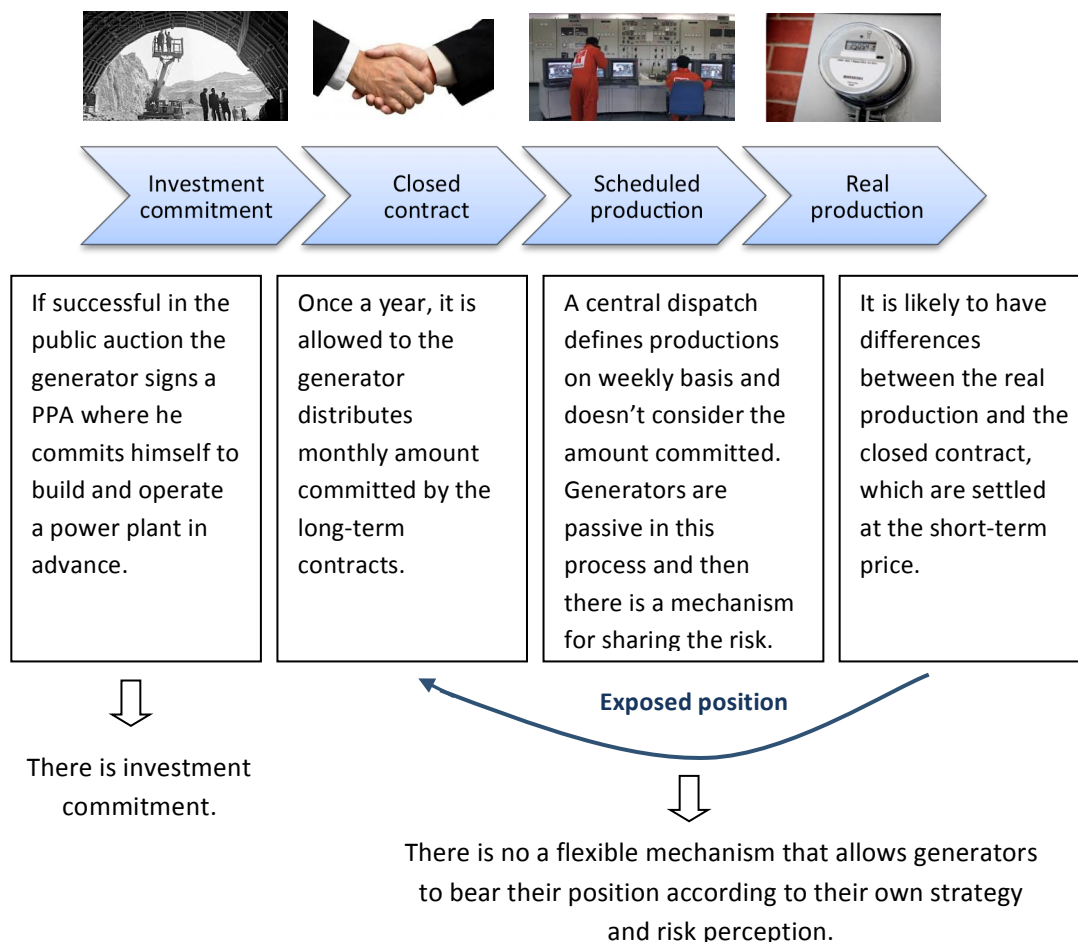 Investment
commitment
Closed
contract
Scheduled
production
Real
production
If successful in the
public auction the
generator signs a
PPA where he
commits himself to
build and operate
a power plant in
advance.
Once a year, it is
allowed to the
generator
distributes
monthly amount
committed by the
long-term
contracts.
A central dispatch
defines productions
on weekly basis and
doesn’t consider the
amount committed.
Generators are
passive in this
process and then
there is a mechanism
for sharing the risk.
It is likely to have
differences
between the real
production and the
closed contract,
which are settled
at the short-term
price.
Exposed position
There is investment
commitment.
There is no a flexible mechanism that allows generators
to bear their position according to their own strategy
and risk perception.